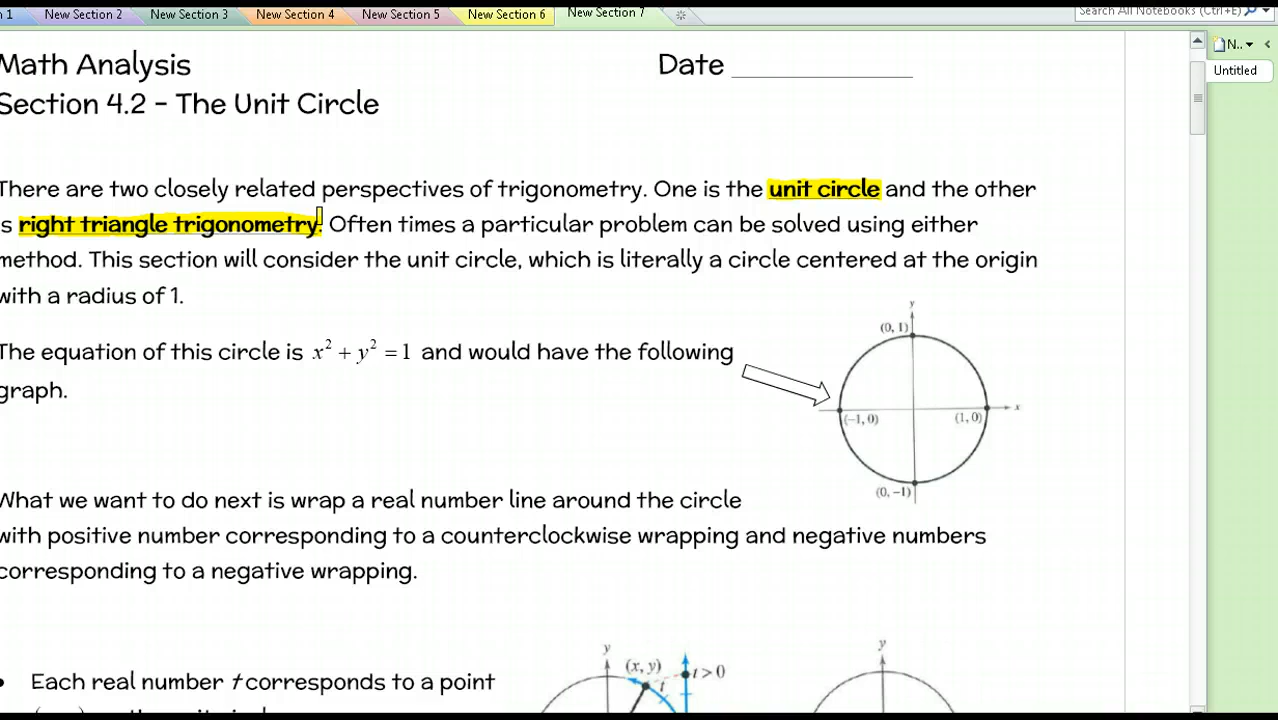 1 New Section 2 New Section 3 New Section 4 New Section 5 New Section 6 New Section 7 Search All Notebooks (Ctrl+E)
N..
Untitled
Math Analysis Date ____________
Section 4.2 – The Unit Circle
There are two closely related perspectives of trigonometry. One is the unit circle and the other
is right triangle trigonometry. Often times a particular problem can be solved using either
method. This section will consider the unit circle, which is literally a circle centered at the origin
with a radius of 1.
y
(0, 1)
The equation of this circle is x² + y² = 1 and would have the following
graph.
x
(−1, 0) (1, 0)
(0, −1)
What we want to do next is wrap a real number line around the circle
with positive number corresponding to a counterclockwise wrapping and negative numbers
corresponding to a negative wrapping.
y y
(x, y) t > 0
t
• Each real number t corresponds to a point